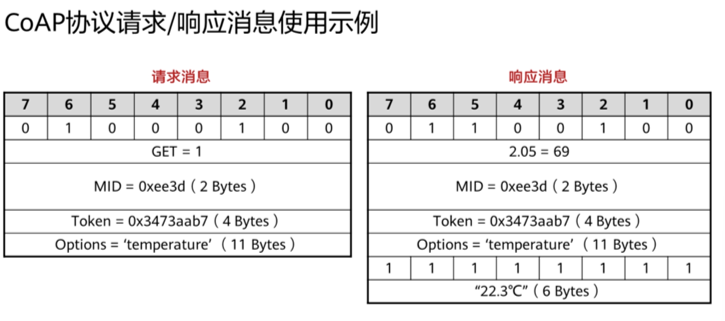 CoAP协议请求/响应消息使用示例
请求消息
7 6 5 4 3 2 1 0
0 1 0 0 0 1 0 0
GET = 1
MID = 0xee3d（2 Bytes）
Token = 0x3473aab7（4 Bytes）
Options = ‘temperature’（11 Bytes）
响应消息
7 6 5 4 3 2 1 0
0 1 1 0 0 1 0 0
2.05 = 69
MID = 0xee3d（2 Bytes）
Token = 0x3473aab7（4 Bytes）
Options = ‘temperature’（11 Bytes）
1 1 1 1 1 1 1 1
“22.3℃”（6 Bytes）